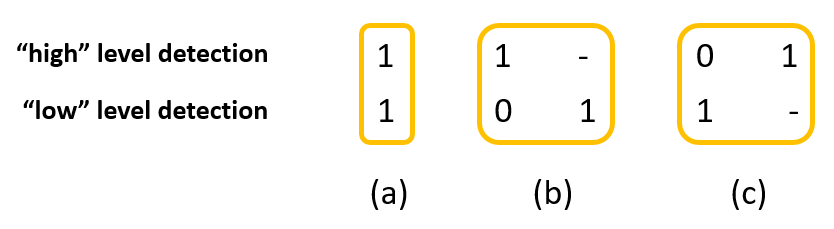 “high” level detection 1 1 - 0 1
“low” level detection 1 0 1 1 -
(a) (b) (c)